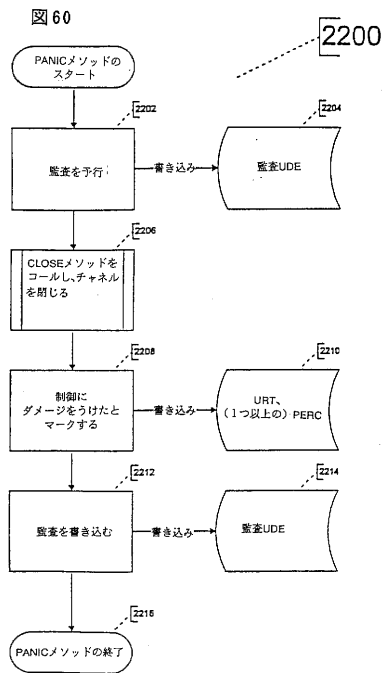 図60
2200
PANICメソッドの
スタート
2202
監査を予行
書き込み
2204
監査UDE
2206
CLOSEメソッドを
コールし、チャネル
を閉じる
2208
制御に
ダメージをうけたと
マークする
書き込み
2210
URT、
(1つ以上の) PERC
2212
監査を書き込む
書き込み
2214
監査UDE
2216
PANICメソッドの終了